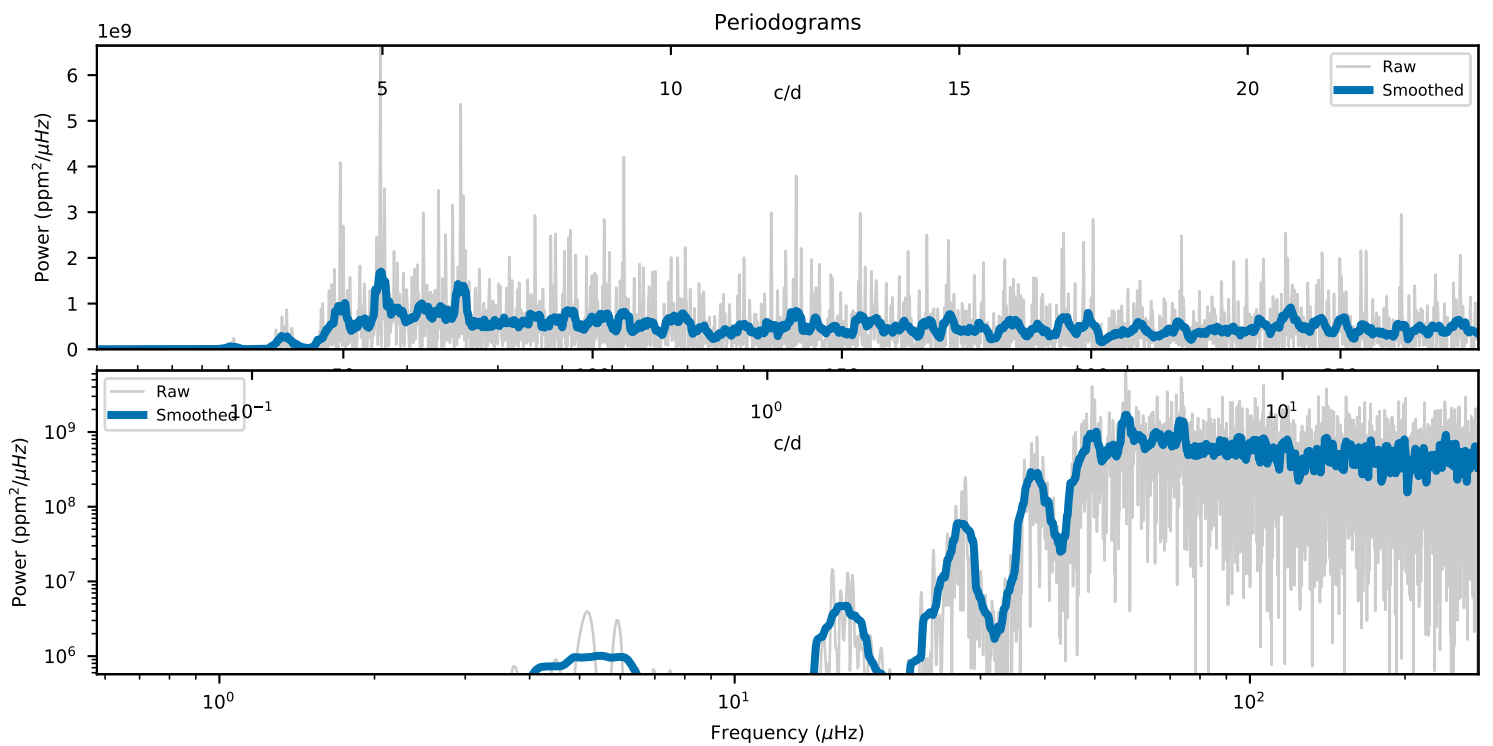 Periodograms
1e9
Power (ppm²/μHz)
6
5
4
3
2
1
0
5
10
15
20
c/d
Raw
Smoothed
Raw
Smoothed
10⁻¹
10⁰
10¹
c/d
Power (ppm²/μHz)
10⁹
10⁸
10⁷
10⁶
10⁰
10¹
10²
Frequency (μHz)